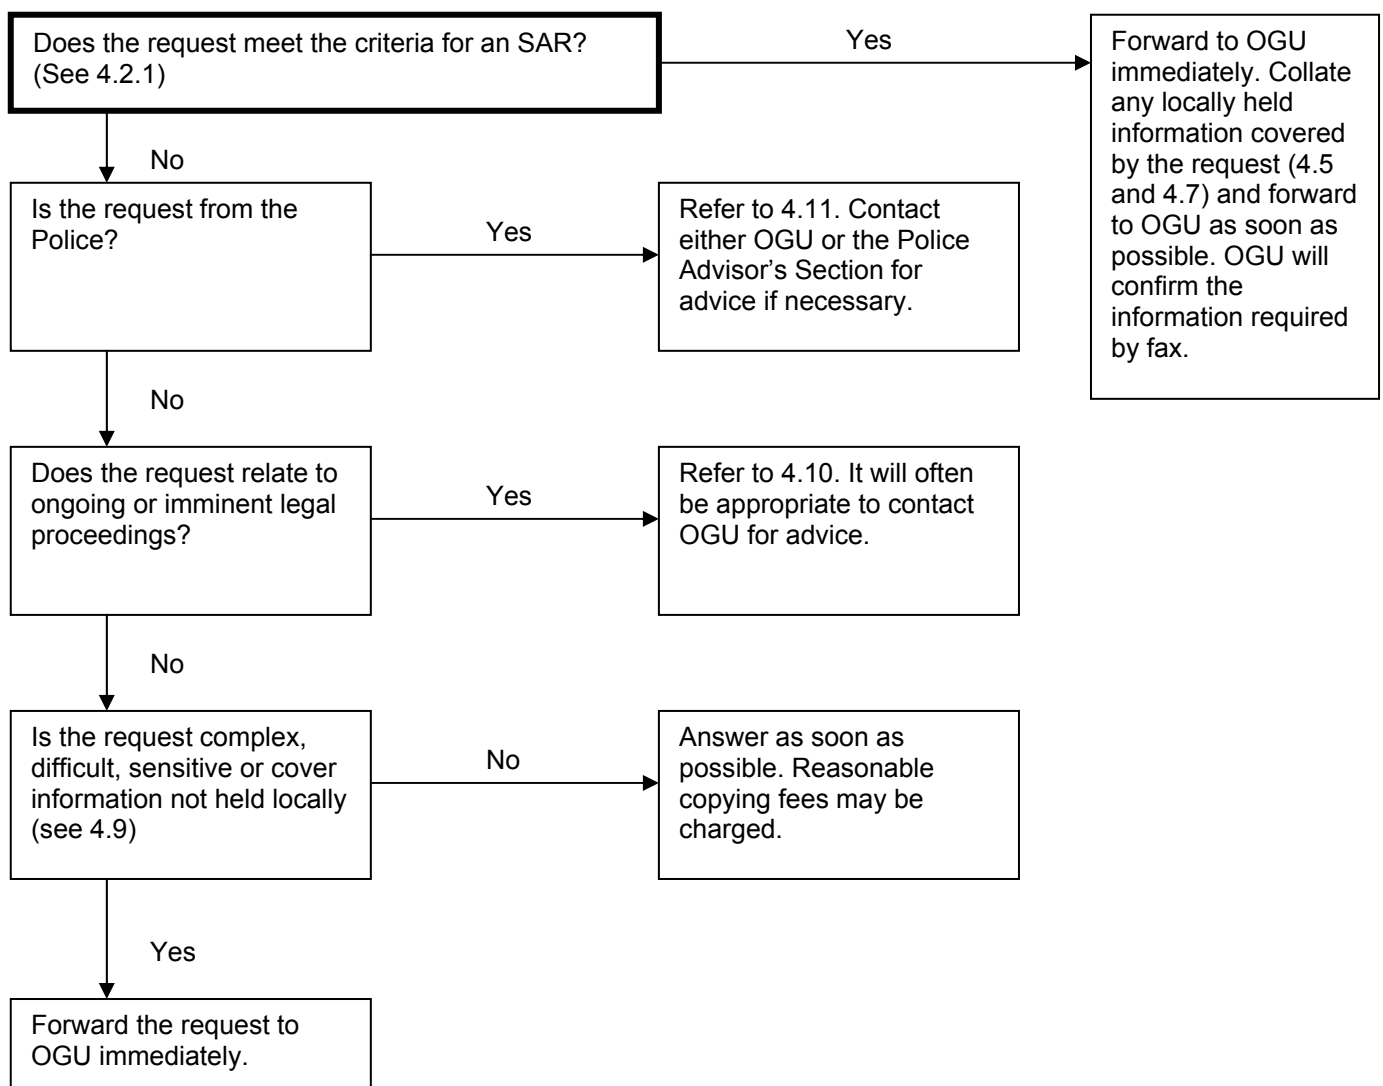 Does the request meet the criteria for an SAR?
(See 4.2.1)
Yes
Forward to OGU
immediately. Collate
any locally held
information covered
by the request (4.5
and 4.7) and forward
to OGU as soon as
possible. OGU will
confirm the
information required
by fax.
No
Is the request from the
Police?
Yes
Refer to 4.11. Contact
either OGU or the Police
Advisor’s Section for
advice if necessary.
No
Does the request relate to
ongoing or imminent legal
proceedings?
Yes
Refer to 4.10. It will often
be appropriate to contact
OGU for advice.
No
Is the request complex,
difficult, sensitive or cover
information not held locally
(see 4.9)
No
Answer as soon as
possible. Reasonable
copying fees may be
charged.
Yes
Forward the request to
OGU immediately.